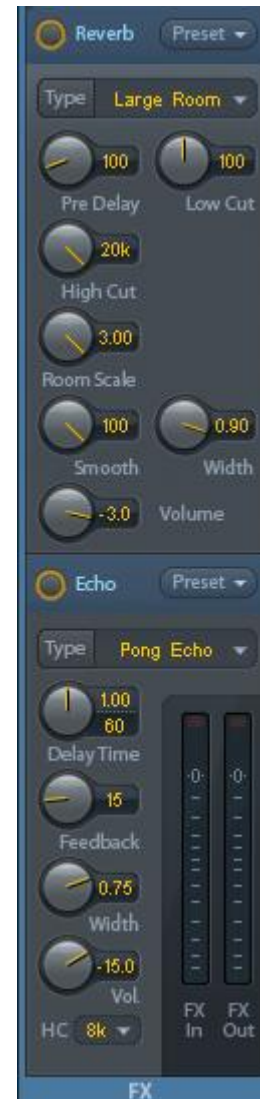 Reverb Preset
Type Large Room
100 100
Pre Delay Low Cut
20k
High Cut
3.00
Room Scale
100 0.90
Smooth Width
-3.0 Volume
Echo Preset
Type Pong Echo
1.00
60
Delay Time
15
Feedback
0.75
Width
-15.0
Vol.
HC 8k
-0- -0-
FX In
FX Out
FX